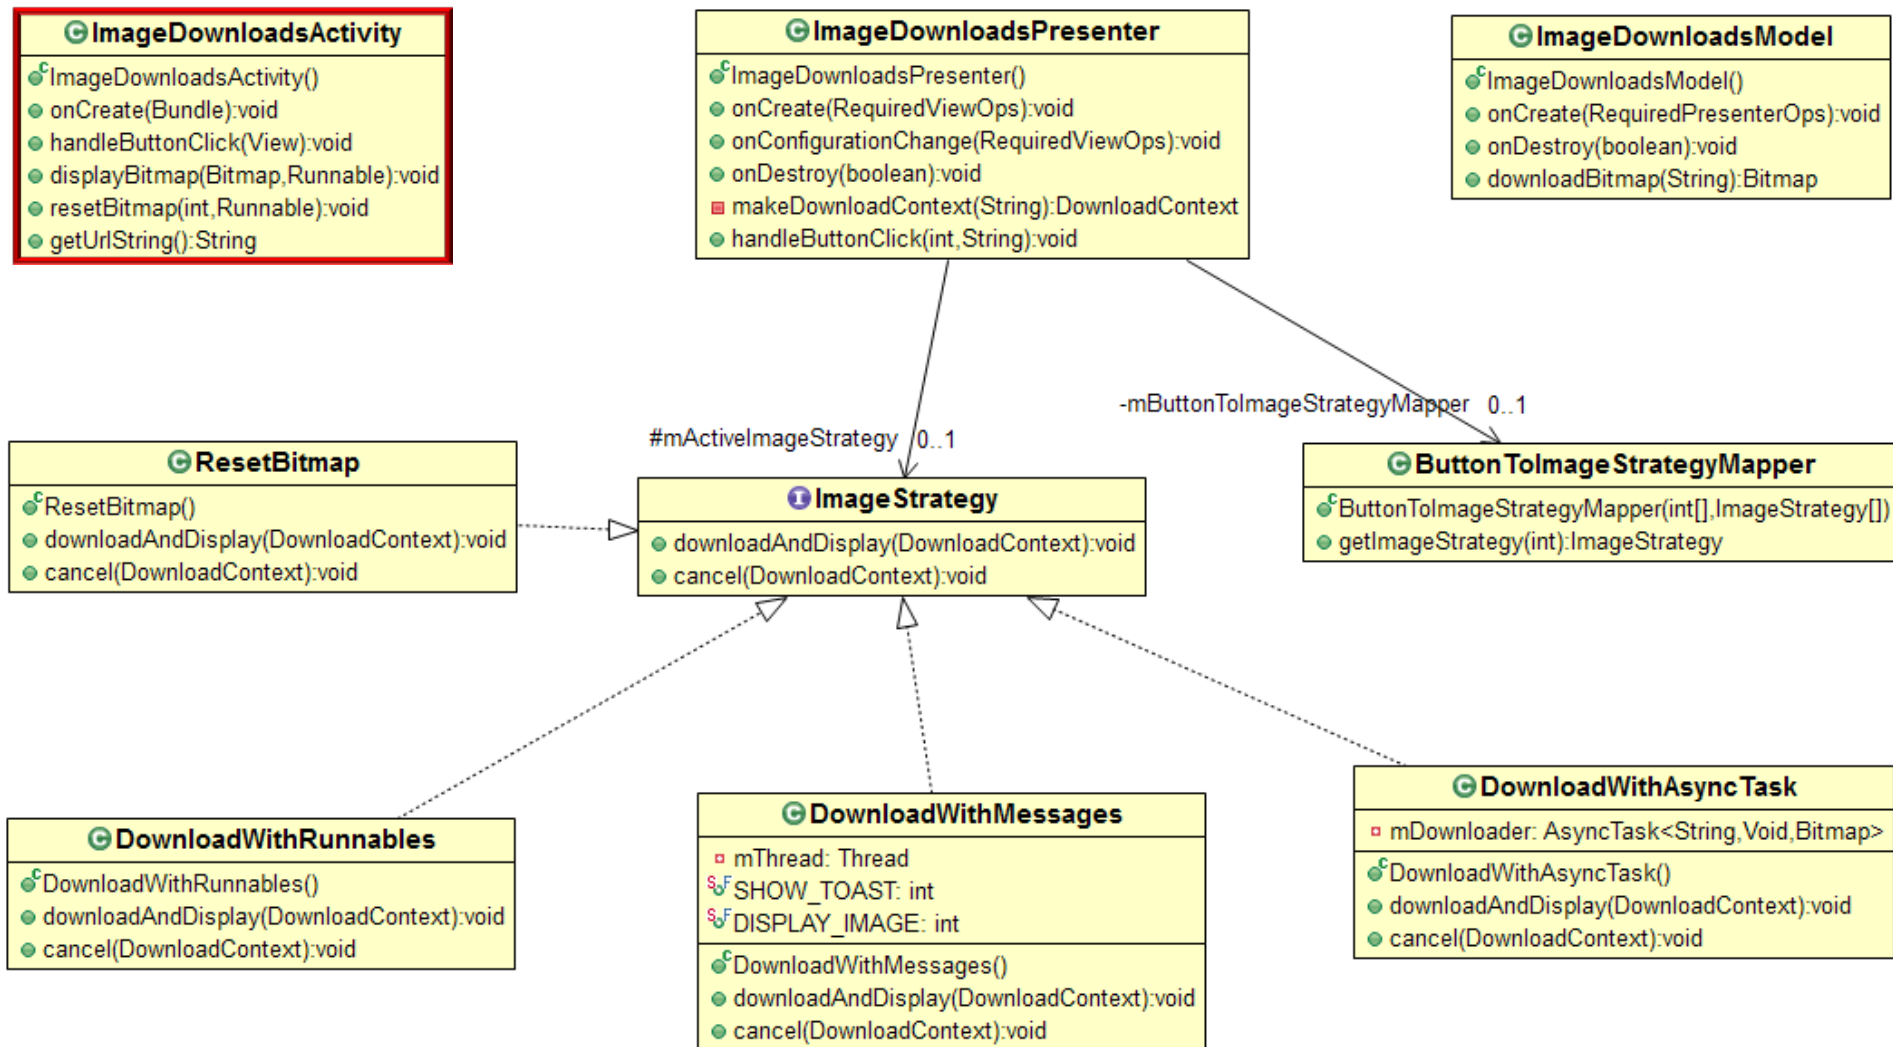 ImageDownloadsActivity
ImageDownloadsActivity()
onCreate(Bundle):void
handleButtonClick(View):void
displayBitmap(Bitmap,Runnable):void
resetBitmap(int,Runnable):void
getUrlString():String
ImageDownloadsPresenter
ImageDownloadsPresenter()
onCreate(RequiredViewOps):void
onConfigurationChange(RequiredViewOps):void
onDestroy(boolean):void
makeDownloadContext(String):DownloadContext
handleButtonClick(int,String):void
ImageDownloadsModel
ImageDownloadsModel()
onCreate(RequiredPresenterOps):void
onDestroy(boolean):void
downloadBitmap(String):Bitmap
-mButtonToImageStrategyMapper 0..1
#mActiveImageStrategy 0..1
ResetBitmap
ResetBitmap()
downloadAndDisplay(DownloadContext):void
cancel(DownloadContext):void
ImageStrategy
downloadAndDisplay(DownloadContext):void
cancel(DownloadContext):void
ButtonToImageStrategyMapper
ButtonToImageStrategyMapper(int[],ImageStrategy[])
getImageStrategy(int):ImageStrategy
DownloadWithRunnables
DownloadWithRunnables()
downloadAndDisplay(DownloadContext):void
cancel(DownloadContext):void
DownloadWithMessages
mThread: Thread
SHOW_TOAST: int
DISPLAY_IMAGE: int
DownloadWithMessages()
downloadAndDisplay(DownloadContext):void
cancel(DownloadContext):void
DownloadWithAsyncTask
mDownloader: AsyncTask<String,Void,Bitmap>
DownloadWithAsyncTask()
downloadAndDisplay(DownloadContext):void
cancel(DownloadContext):void